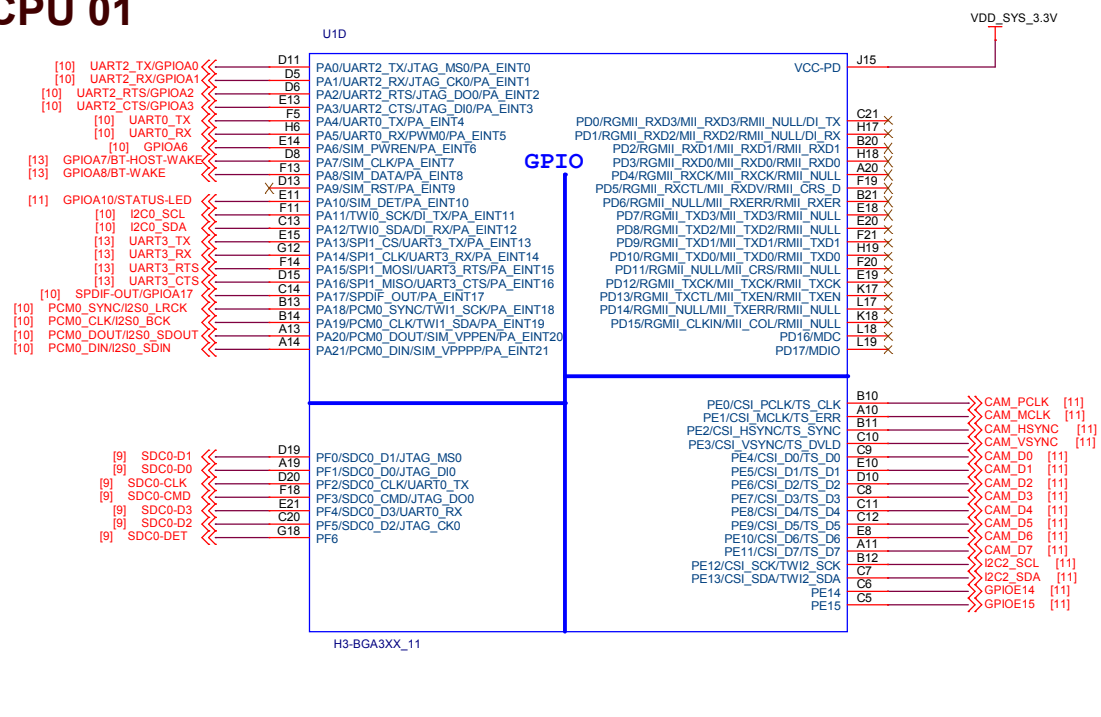 CPU 01
VDD_SYS_3.3V
U1D
GPIO
[10] UART2_TX/GPIOA0 D11 PA0/UART2_TX/JTAG_MS0/PA_EINT0
[10] UART2_RX/GPIOA1 D5 PA1/UART2_RX/JTAG_CK0/PA_EINT1
[10] UART2_RTS/GPIOA2 D6 PA2/UART2_RTS/JTAG_DO0/PA_EINT2
[10] UART2_CTS/GPIOA3 E13 PA3/UART2_CTS/JTAG_DI0/PA_EINT3
[10] UART0_TX F5 PA4/UART0_TX/PA_EINT4
[10] UART0_RX H6 PA5/UART0_RX/PWM0/PA_EINT5
[10] GPIOA6 E14 PA6/SIM_PWREN/PA_EINT6
[13] GPIOA7/BT-HOST-WAKE D8 PA7/SIM_CLK/PA_EINT7
[13] GPIOA8/BT-WAKE F13 PA8/SIM_DATA/PA_EINT8
D13 PA9/SIM_RST/PA_EINT9
[11] GPIOA10/STATUS-LED E11 PA10/SIM_DET/PA_EINT10
[10] I2C0_SCL F11 PA11/TWI0_SCK/DI_TX/PA_EINT11
[10] I2C0_SDA C13 PA12/TWI0_SDA/DI_RX/PA_EINT12
[13] UART3_TX E15 PA13/SPI1_CS/UART3_TX/PA_EINT13
[13] UART3_RX G12 PA14/SPI1_CLK/UART3_RX/PA_EINT14
[13] UART3_RTS F14 PA15/SPI1_MOSI/UART3_RTS/PA_EINT15
[13] UART3_CTS D15 PA16/SPI1_MISO/UART3_CTS/PA_EINT16
[10] SPDIF-OUT/GPIOA17 C14 PA17/SPDIF_OUT/PA_EINT17
[10] PCM0_SYNC/I2S0_LRCK B13 PA18/PCM0_SYNC/TWI1_SCK/PA_EINT18
[10] PCM0_CLK/I2S0_BCK B14 PA19/PCM0_CLK/TWI1_SDA/PA_EINT19
[10] PCM0_DOUT/I2S0_SDOUT A13 PA20/PCM0_DOUT/SIM_VPPEN/PA_EINT20
[10] PCM0_DIN/I2S0_SDIN A14 PA21/PCM0_DIN/SIM_VPPPP/PA_EINT21
VCC-PD J15
PD0/RGMII_RXD3/MII_RXD3/RMII_NULL/DI_TX C21
PD1/RGMII_RXD2/MII_RXD2/RMII_NULL/DI_RX H17
PD2/RGMII_RXD1/MII_RXD1/RMII_RXD1 B20
PD3/RGMII_RXD0/MII_RXD0/RMII_RXD0 H18
PD4/RGMII_RXCK/MII_RXCK/RMII_NULL A20
PD5/RGMII_RXCTL/MII_RXDV/RMII_CRS_D F19
PD6/RGMII_NULL/MII_RXERR/RMII_RXER B21
PD7/RGMII_TXD3/MII_TXD3/RMII_NULL E18
PD8/RGMII_TXD2/MII_TXD2/RMII_NULL E20
PD9/RGMII_TXD1/MII_TXD1/RMII_TXD1 F21
PD10/RGMII_TXD0/MII_TXD0/RMII_TXD0 H19
PD11/RGMII_NULL/MII_CRS/RMII_NULL F20
PD12/RGMII_TXCK/MII_TXCK/RMII_TXCK E19
PD13/RGMII_TXCTL/MII_TXEN/RMII_TXEN K17
PD14/RGMII_NULL/MII_TXERR/RMII_NULL L17
PD15/RGMII_CLKIN/MII_COL/RMII_NULL K18
PD16/MDC L18
PD17/MDIO L19
[9] SDC0-D1 D19 PF0/SDC0_D1/JTAG_MS0
[9] SDC0-D0 A19 PF1/SDC0_D0/JTAG_DI0
[9] SDC0-CLK D20 PF2/SDC0_CLK/UART0_TX
[9] SDC0-CMD F18 PF3/SDC0_CMD/JTAG_DO0
[9] SDC0-D3 E21 PF4/SDC0_D3/UART0_RX
[9] SDC0-D2 C20 PF5/SDC0_D2/JTAG_CK0
[9] SDC0-DET G18 PF6
PE0/CSI_PCLK/TS_CLK B10 CAM_PCLK [11]
PE1/CSI_MCLK/TS_ERR A10 CAM_MCLK [11]
PE2/CSI_HSYNC/TS_SYNC B11 CAM_HSYNC [11]
PE3/CSI_VSYNC/TS_DVLD C10 CAM_VSYNC [11]
PE4/CSI_D0/TS_D0 C9 CAM_D0 [11]
PE5/CSI_D1/TS_D1 E10 CAM_D1 [11]
PE6/CSI_D2/TS_D2 D10 CAM_D2 [11]
PE7/CSI_D3/TS_D3 C8 CAM_D3 [11]
PE8/CSI_D4/TS_D4 C11 CAM_D4 [11]
PE9/CSI_D5/TS_D5 C12 CAM_D5 [11]
PE10/CSI_D6/TS_D6 E8 CAM_D6 [11]
PE11/CSI_D7/TS_D7 A11 CAM_D7 [11]
PE12/CSI_SCK/TWI2_SCK B12 I2C2_SCL [11]
PE13/CSI_SDA/TWI2_SDA C7 I2C2_SDA [11]
PE14 C6 GPIOE14 [11]
PE15 C5 GPIOE15 [11]
H3-BGA3XX_11